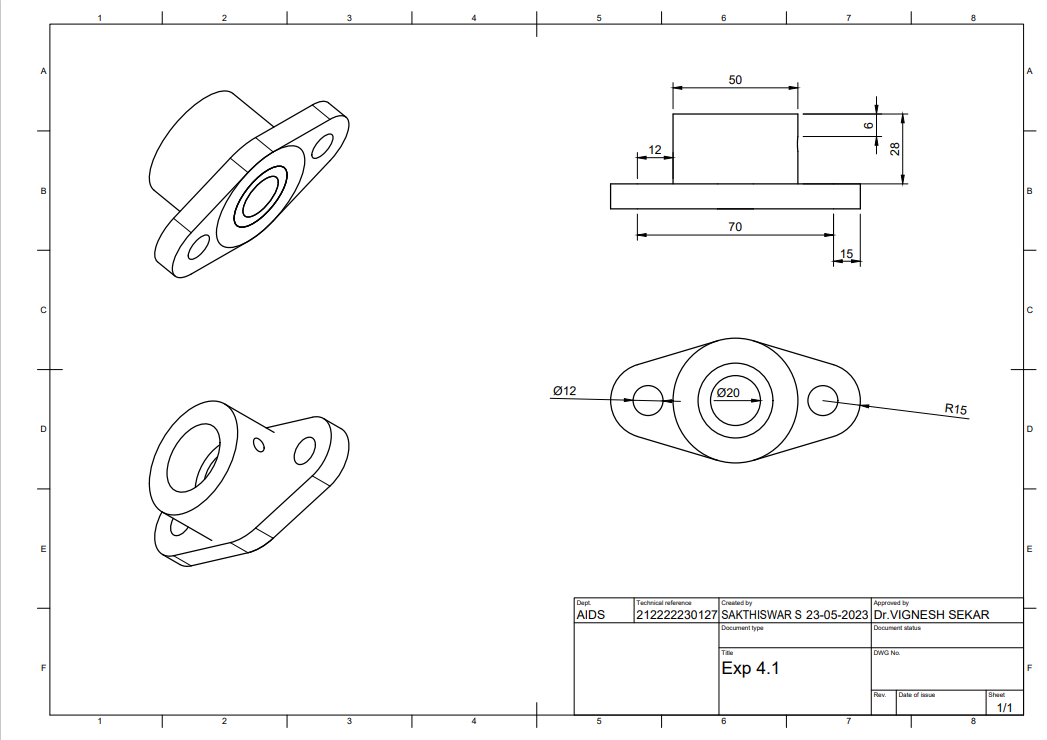 1 2 3 4 5 6 7 8
A A
50
6
28
12
B B
70
15
C C
Ø12 Ø20
R15
D D
E E
Dept. Technical reference Created by Approved by
AIDS 212222230127 SAKTHISWAR S 23-05-2023 Dr.VIGNESH SEKAR
Document type Document status
Title DWG No.
Exp 4.1
F F
Rev. Date of issue Sheet
1/1
1 2 3 4 5 6 7 8